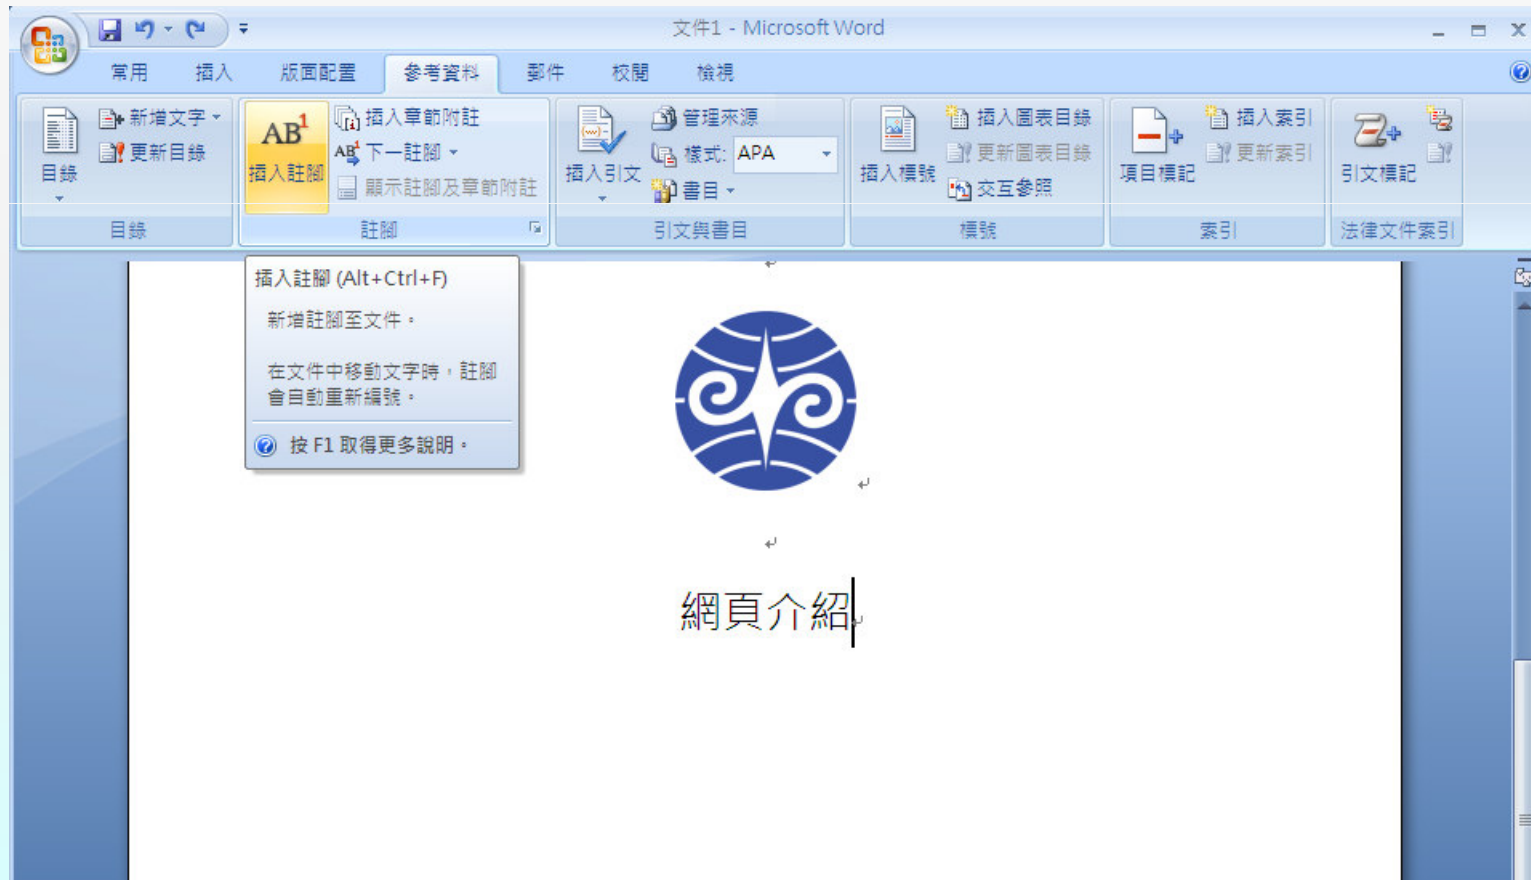 文件1 - Microsoft Word
常用 插入 版面配置 參考資料 郵件 校閱 檢視
目錄
新增文字
更新目錄
目錄
AB1
插入註腳
插入章節附註
AB1 下一註腳
顯示註腳及章節附註
註腳
插入引文
管理來源
樣式: APA
書目
引文與書目
插入標號
插入圖表目錄
更新圖表目錄
交互參照
標號
項目標記
插入索引
更新索引
索引
引文標記
法律文件索引
插入註腳 (Alt+Ctrl+F)
新增註腳至文件。
在文件中移動文字時，註腳
會自動重新編號。
按 F1 取得更多說明。
網頁介紹